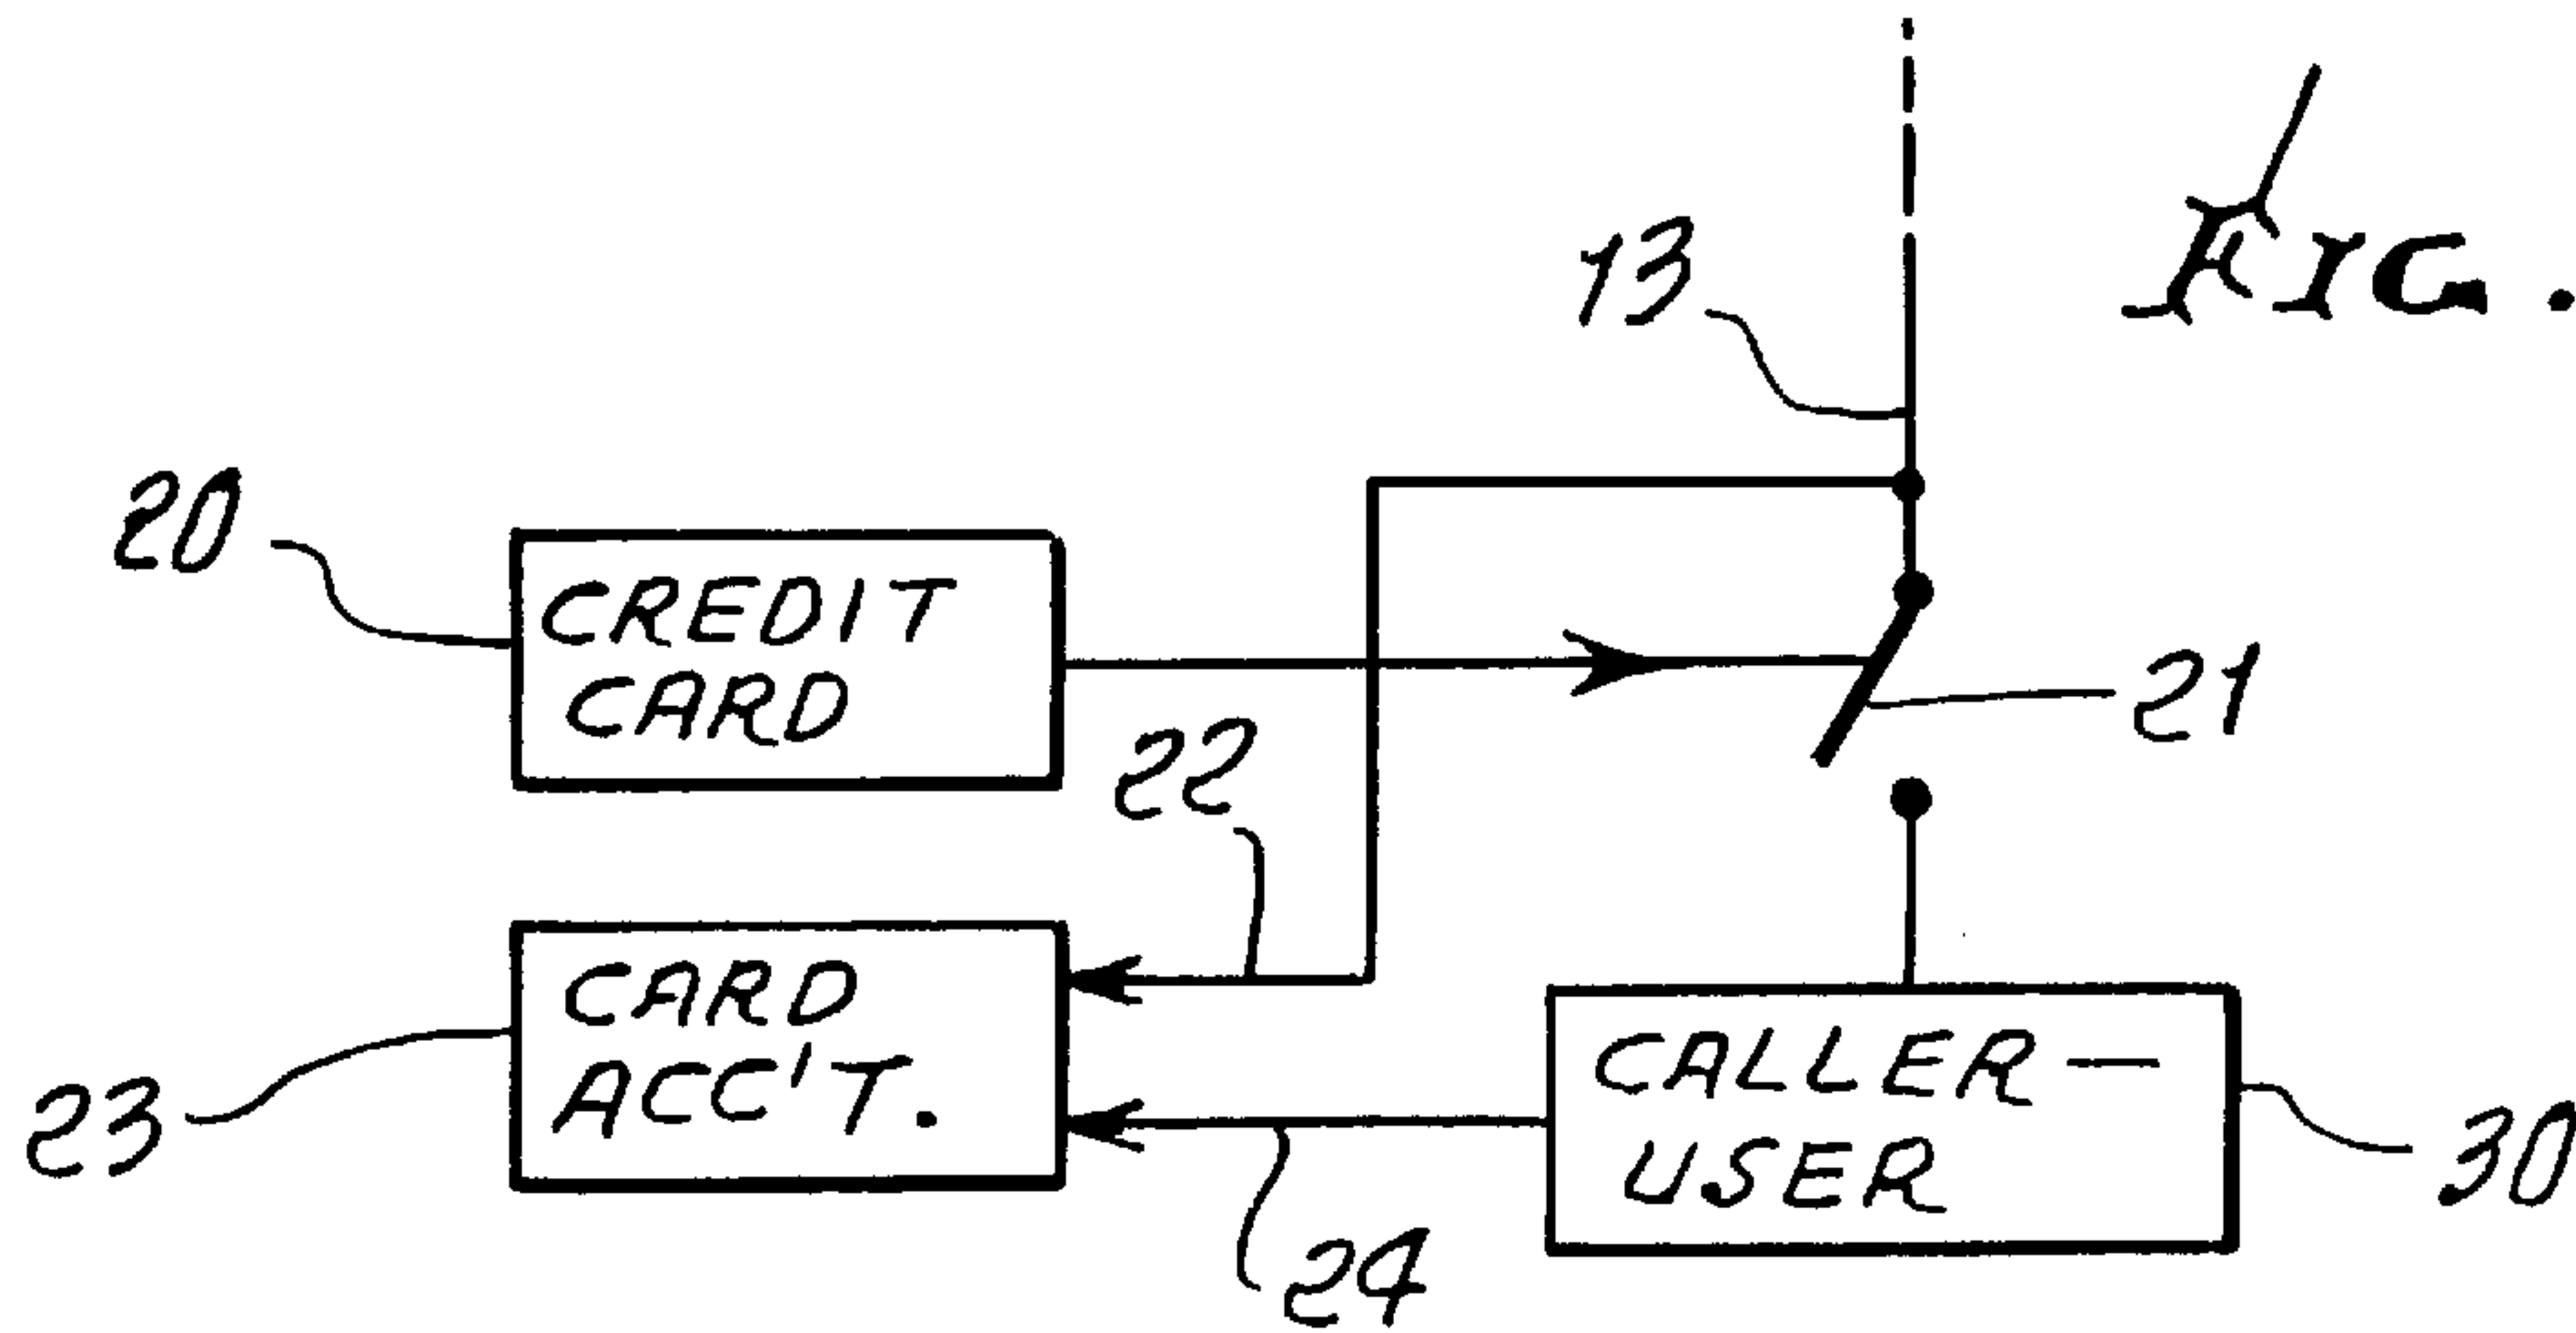 FIG.
13
20
CREDIT
CARD
21
22
CARD
ACC'T.
23
CALLER-
USER
30
24